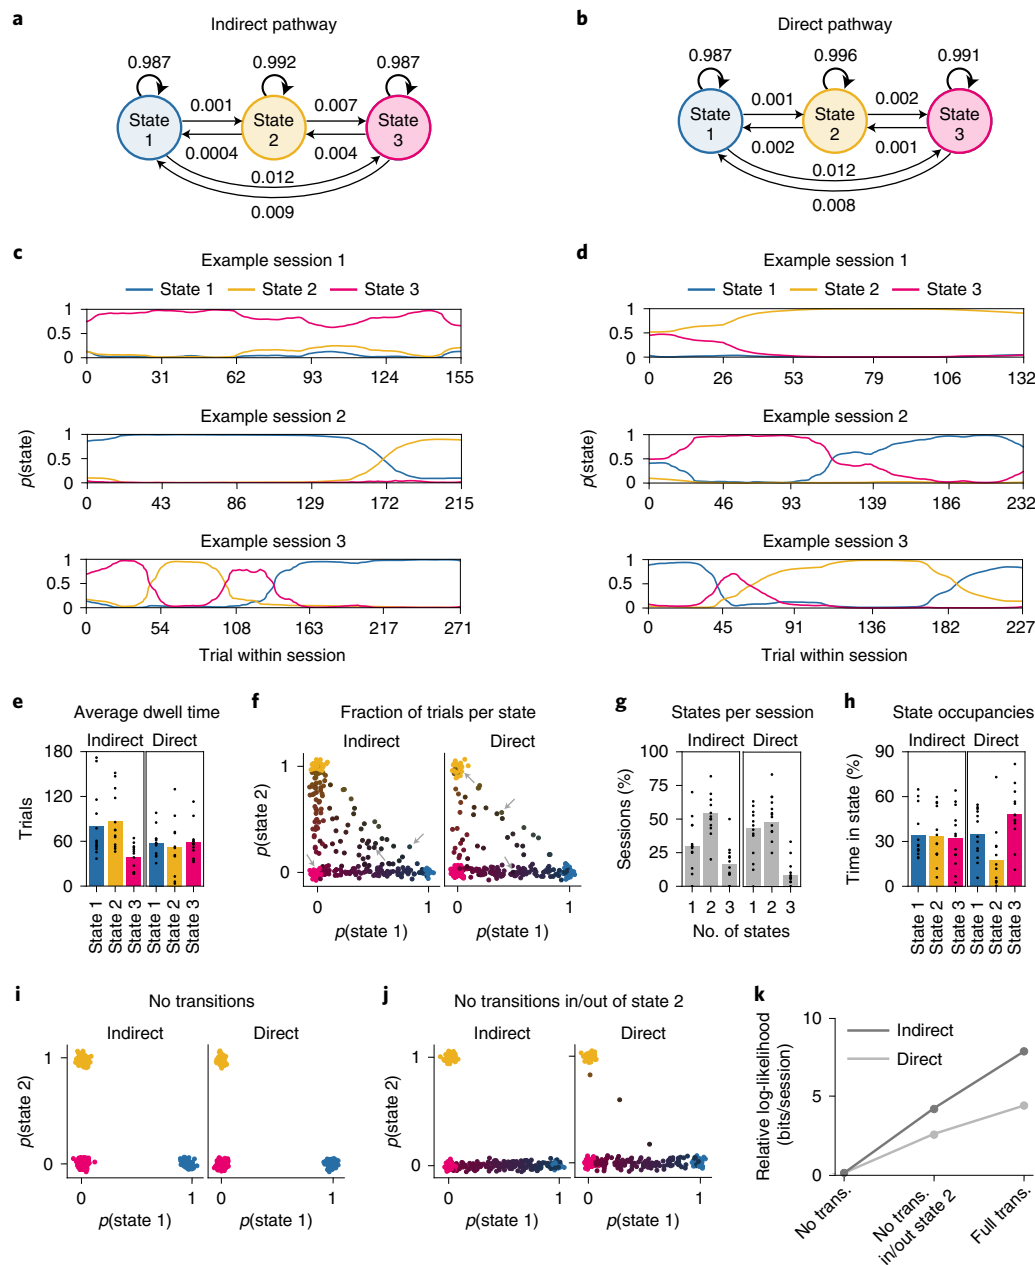 a
Indirect pathway
0.987
0.992
0.987
State 1
State 2
State 3
0.001
0.007
0.0004
0.004
0.012
0.009
b
Direct pathway
0.987
0.996
0.991
State 1
State 2
State 3
0.001
0.002
0.002
0.001
0.012
0.008
c
Example session 1
State 1 State 2 State 3
1
0.5
0
0 31 62 93 124 155
Example session 2
p(state)
1
0.5
0
0 43 86 129 172 215
Example session 3
1
0.5
0
0 54 108 163 217 271
Trial within session
d
Example session 1
State 1 State 2 State 3
1
0.5
0
0 26 53 79 106 132
Example session 2
p(state)
1
0.5
0
0 46 93 139 186 232
Example session 3
1
0.5
0
0 45 91 136 182 227
Trial within session
e
Average dwell time
Indirect Direct
Trials
180
120
60
0
State 1 State 2 State 3 State 1 State 2 State 3
f
Fraction of trials per state
Indirect Direct
p(state 2)
1
0
0 1
p(state 1)
g
States per session
Indirect Direct
Sessions (%)
100
75
50
25
0
1 2 3 1 2 3
No. of states
h
State occupancies
Indirect Direct
Time in state (%)
90
60
30
0
State 1 State 2 State 3 State 1 State 2 State 3
i
No transitions
Indirect Direct
p(state 2)
1
0
0 1
p(state 1)
j
No transitions in/out of state 2
Indirect Direct
p(state 2)
1
0
0 1
p(state 1)
k
Indirect
Direct
Relative log-likelihood
(bits/session)
10
5
0
No trans.
No trans.
in/out state 2
Full trans.